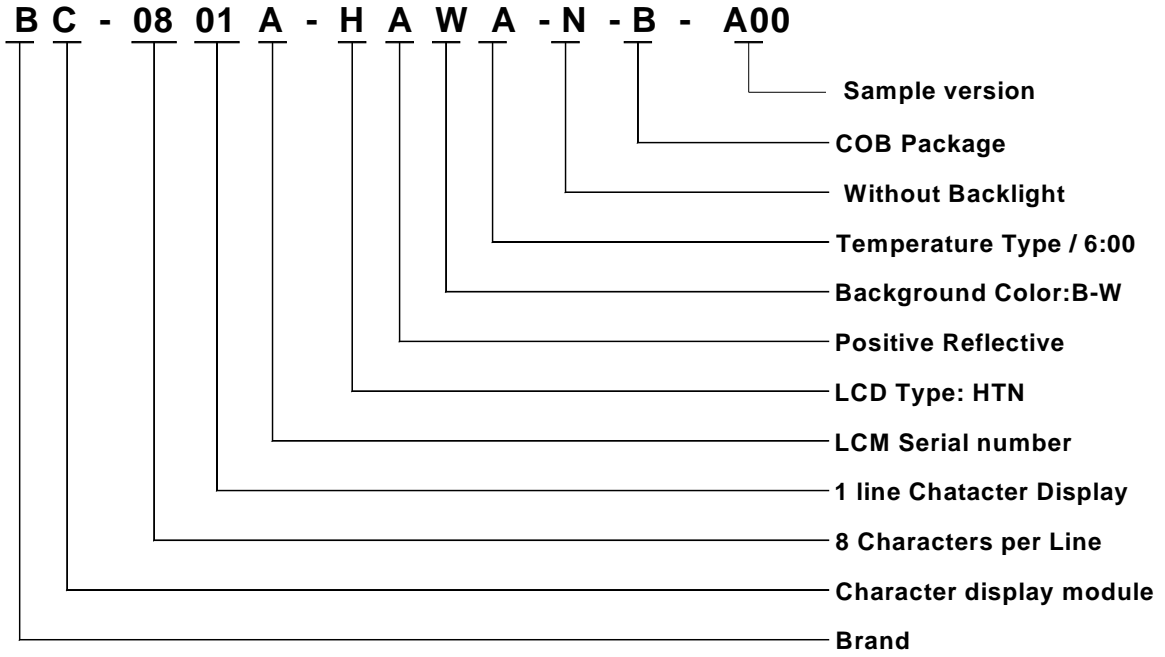 B C - 08 01 A - H A W A - N - B - A00
Sample version
COB Package
Without Backlight
Temperature Type / 6:00
Background Color:B-W
Positive Reflective
LCD Type: HTN
LCM Serial number
1 line Chatacter Display
8 Characters per Line
Character display module
Brand